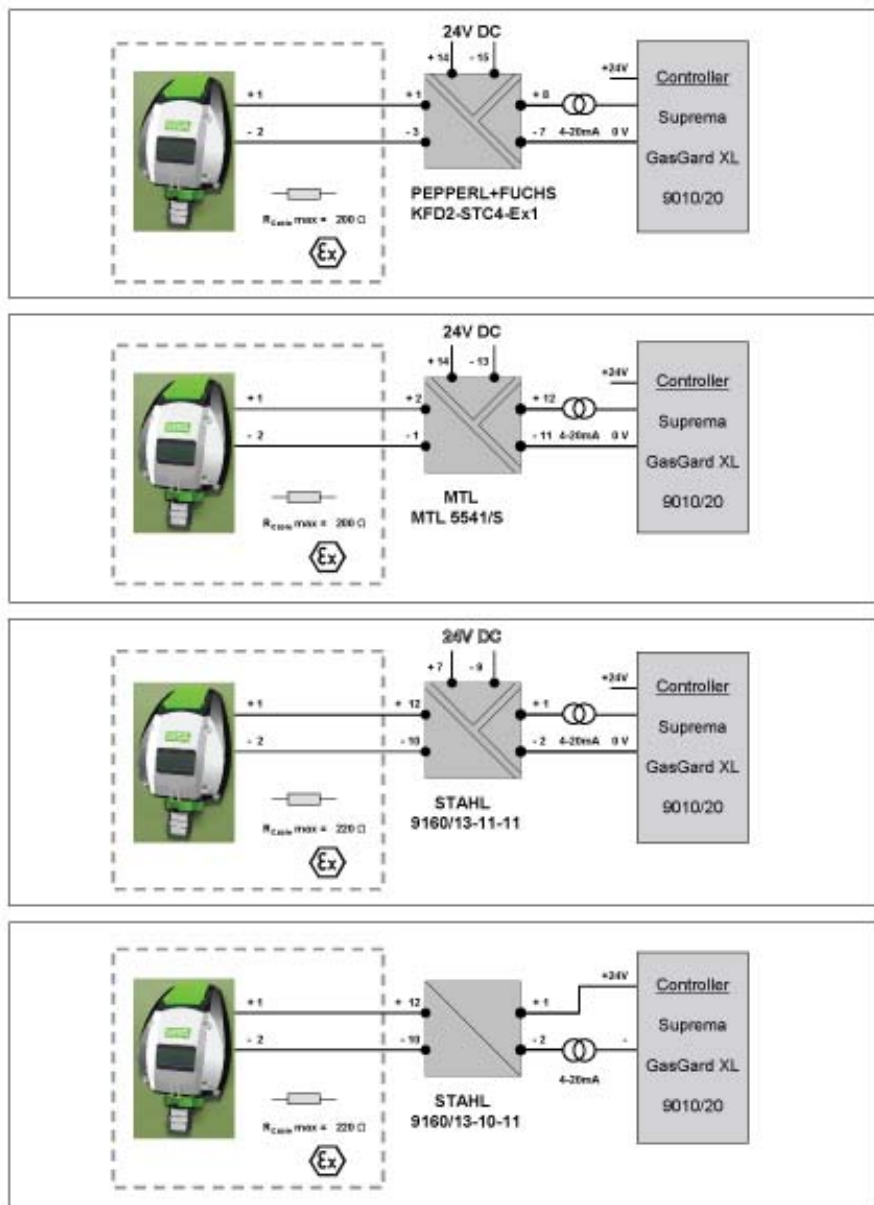 24V DC
+ 14 - 15
+24V
Controller
+ 1 + 1 + 8
Suprema
- 2 - 3 - 7 4-20mA 0 V
GasGard XL
PEPPERL+FUCHS
KFD2-STC4-Ex1
9010/20
R Cable max = 200 Ω
Ex
24V DC
+ 14 - 13
+24V
Controller
+ 1 + 2 + 12
Suprema
- 2 - 1 - 11 4-20mA 0 V
GasGard XL
MTL
MTL 5541/S
9010/20
R Cable max = 200 Ω
Ex
24V DC
+ 7 - 9
+24V
Controller
+ 1 + 12 + 1
Suprema
- 2 - 10 - 2 4-20mA 0 V
GasGard XL
STAHL
9160/13-11-11
9010/20
R Cable max = 220 Ω
Ex
+24V
Controller
+ 1 + 12 + 1
Suprema
- 2 - 10 - 2 -
4-20mA
GasGard XL
STAHL
9160/13-10-11
9010/20
R Cable max = 220 Ω
Ex